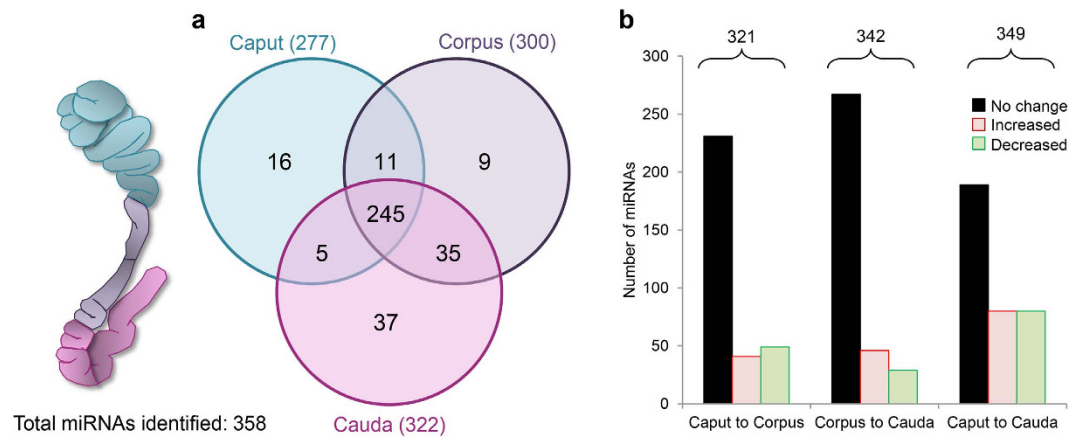 a
Caput (277)
Corpus (300)
16
11
9
245
5
35
37
Cauda (322)
Total miRNAs identified: 358
b
321
342
349
300
250
200
150
100
50
0
Number of miRNAs
No change
Increased
Decreased
Caput to Corpus
Corpus to Cauda
Caput to Cauda